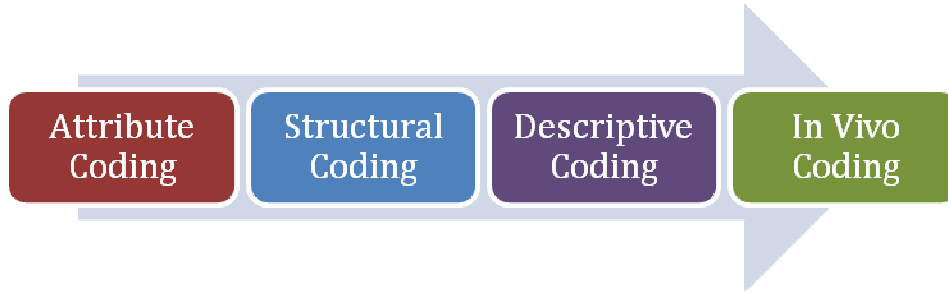 Attribute
Coding
Structural
Coding
Descriptive
Coding
In Vivo
Coding